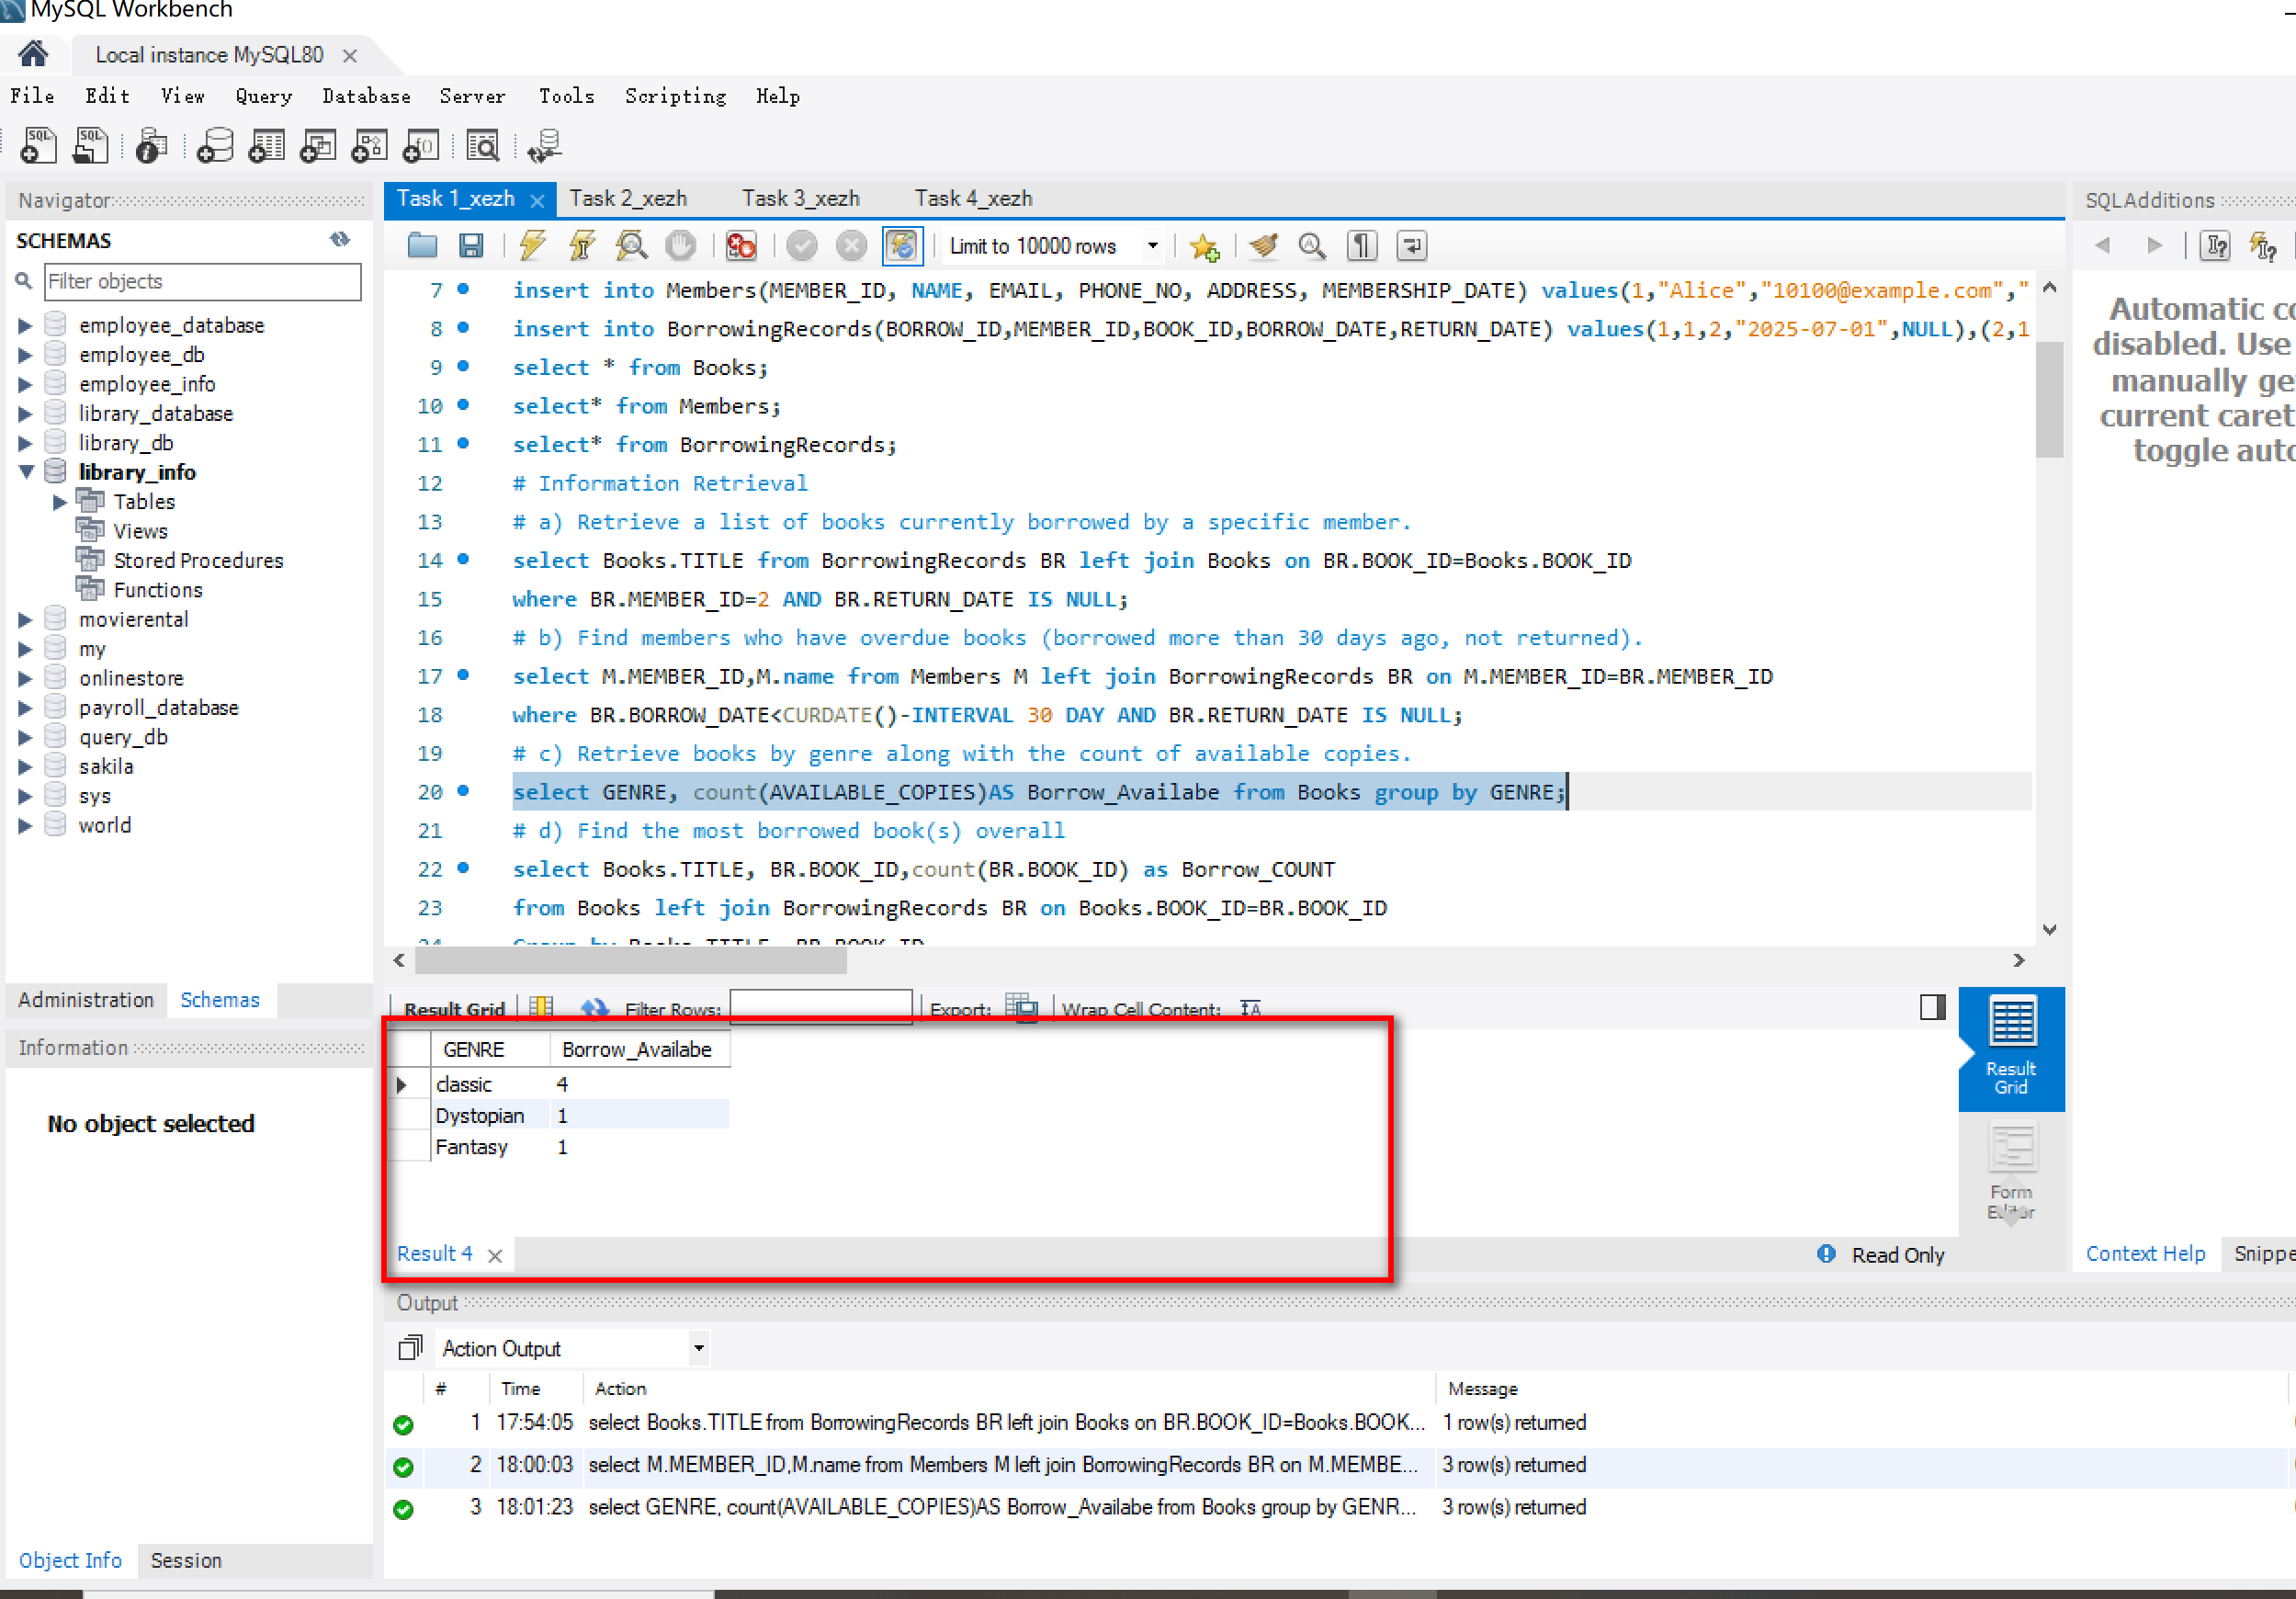 MySQL Workbench
Local instance MySQL80
File Edit View Query Database Server Tools Scripting Help
Navigator
SCHEMAS
Filter objects
employee_database
employee_db
employee_info
library_database
library_db
library_info
Tables
Views
Stored Procedures
Functions
movierental
my
onlinestore
payroll_database
query_db
sakila
sys
world
Administration Schemas
Information
No object selected
Object Info Session
Task 1_xezh Task 2_xezh Task 3_xezh Task 4_xezh
Limit to 10000 rows
7 insert into Members(MEMBER_ID, NAME, EMAIL, PHONE_NO, ADDRESS, MEMBERSHIP_DATE) values(1,"Alice","10100@example.com","
8 insert into BorrowingRecords(BORROW_ID,MEMBER_ID,BOOK_ID,BORROW_DATE,RETURN_DATE) values(1,1,2,"2025-07-01",NULL),(2,1
9 select * from Books;
10 select* from Members;
11 select* from BorrowingRecords;
12 # Information Retrieval
13 # a) Retrieve a list of books currently borrowed by a specific member.
14 select Books.TITLE from BorrowingRecords BR left join Books on BR.BOOK_ID=Books.BOOK_ID
15 where BR.MEMBER_ID=2 AND BR.RETURN_DATE IS NULL;
16 # b) Find members who have overdue books (borrowed more than 30 days ago, not returned).
17 select M.MEMBER_ID,M.name from Members M left join BorrowingRecords BR on M.MEMBER_ID=BR.MEMBER_ID
18 where BR.BORROW_DATE<CURDATE()-INTERVAL 30 DAY AND BR.RETURN_DATE IS NULL;
19 # c) Retrieve books by genre along with the count of available copies.
20 select GENRE, count(AVAILABLE_COPIES)AS Borrow_Availabe from Books group by GENRE;
21 # d) Find the most borrowed book(s) overall
22 select Books.TITLE, BR.BOOK_ID,count(BR.BOOK_ID) as Borrow_COUNT
23 from Books left join BorrowingRecords BR on Books.BOOK_ID=BR.BOOK_ID
24 Group by Books.TITLE, BR.BOOK_ID
Result Grid Filter Rows: Export: Wrap Cell Content:
GENRE Borrow_Availabe
classic 4
Dystopian 1
Fantasy 1
Result 4
Read Only
Result Grid
Form Editor
Output
Action Output
# Time Action Message
1 17:54:05 select Books.TITLE from BorrowingRecords BR left join Books on BR.BOOK_ID=Books.BOOK... 1 row(s) returned
2 18:00:03 select M.MEMBER_ID,M.name from Members M left join BorrowingRecords BR on M.MEMBE... 3 row(s) returned
3 18:01:23 select GENRE, count(AVAILABLE_COPIES)AS Borrow_Availabe from Books group by GENR... 3 row(s) returned
SQLAdditions
Automatic co
disabled. Use
manually ge
current caret
toggle auto
Context Help Snippe